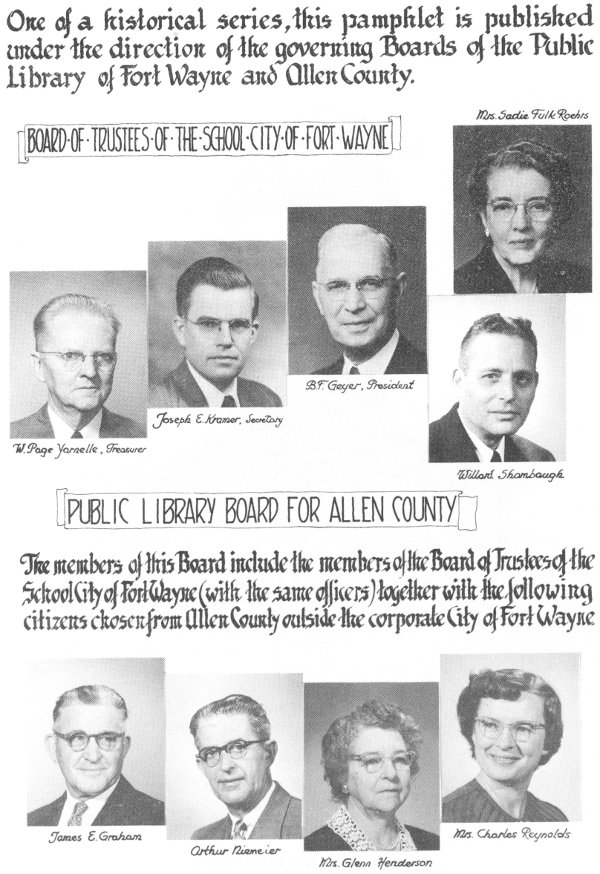 One of a historical series, this pamphlet is published
under the direction of the governing Boards of the Public
Library of Fort Wayne and Allen County.
BOARD·OF·TRUSTEES·OF·THE·SCHOOL·CITY·OF·FORT·WAYNE
Mrs. Sadie Fulk Roehrs
B.F. Geyer, President
Joseph E. Kramer, Secretary
W. Page Yarnelle, Treasurer
Willard Shambaugh
PUBLIC LIBRARY BOARD FOR ALLEN COUNTY
The members of this Board include the members of the Board of Trustees of the
School City of Fort Wayne (with the same officers) together with the following
citizens chosen from Allen County outside the corporate City of Fort Wayne
James E. Graham
Arthur Niemeier
Mrs. Glenn Henderson
Mrs. Charles Reynolds